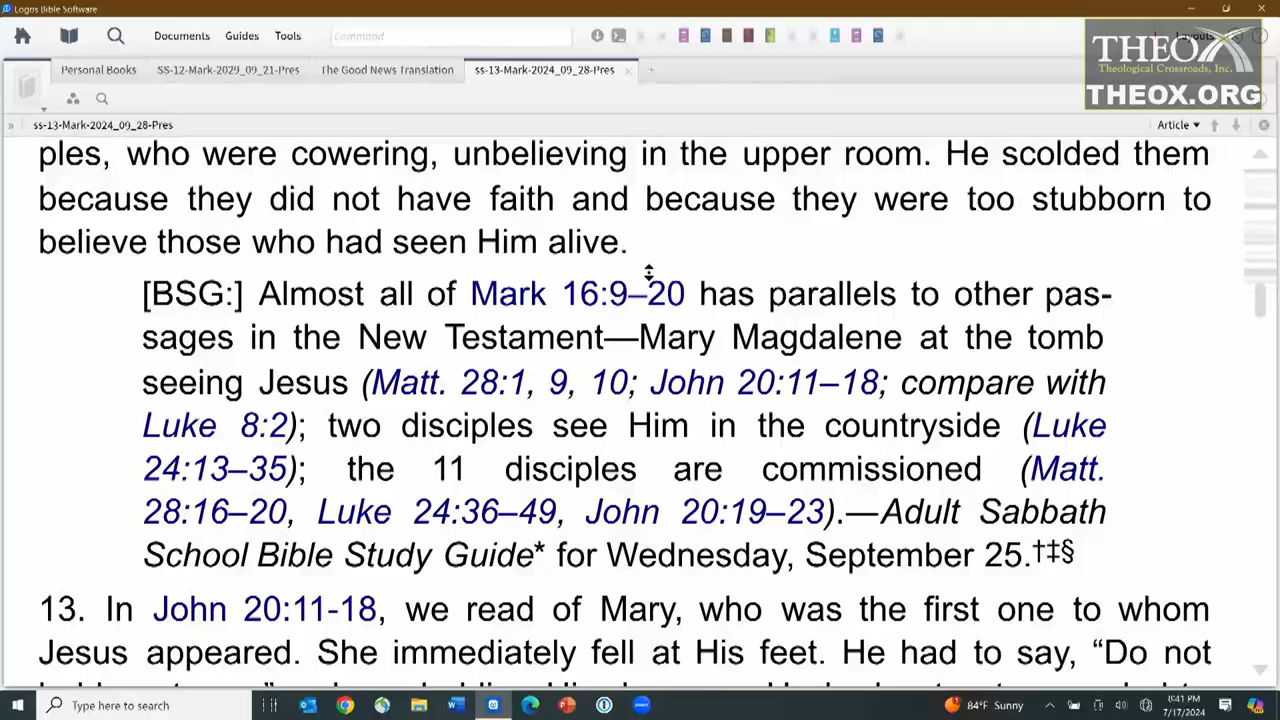 Logos Bible Software
Documents Guides Tools Command
THEOX
Theological Crossroads, Inc.
THEOX.ORG
Personal Books SS-12-Mark-2029_09_21-Pres The Good News transl ss-13-Mark-2024_09_28-Pres
ss-13-Mark-2024_09_28-Pres Article
ples, who were cowering, unbelieving in the upper room. He scolded them
because they did not have faith and because they were too stubborn to
believe those who had seen Him alive.
[BSG:] Almost all of Mark 16:9–20 has parallels to other pas-
sages in the New Testament—Mary Magdalene at the tomb
seeing Jesus (Matt. 28:1, 9, 10; John 20:11–18; compare with
Luke 8:2); two disciples see Him in the countryside (Luke
24:13–35); the 11 disciples are commissioned (Matt.
28:16–20, Luke 24:36–49, John 20:19–23).—Adult Sabbath
School Bible Study Guide* for Wednesday, September 25.†‡§
13. In John 20:11-18, we read of Mary, who was the first one to whom
Jesus appeared. She immediately fell at His feet. He had to say, “Do not
Type here to search 84°F Sunny 8:41 PM
7/17/2024